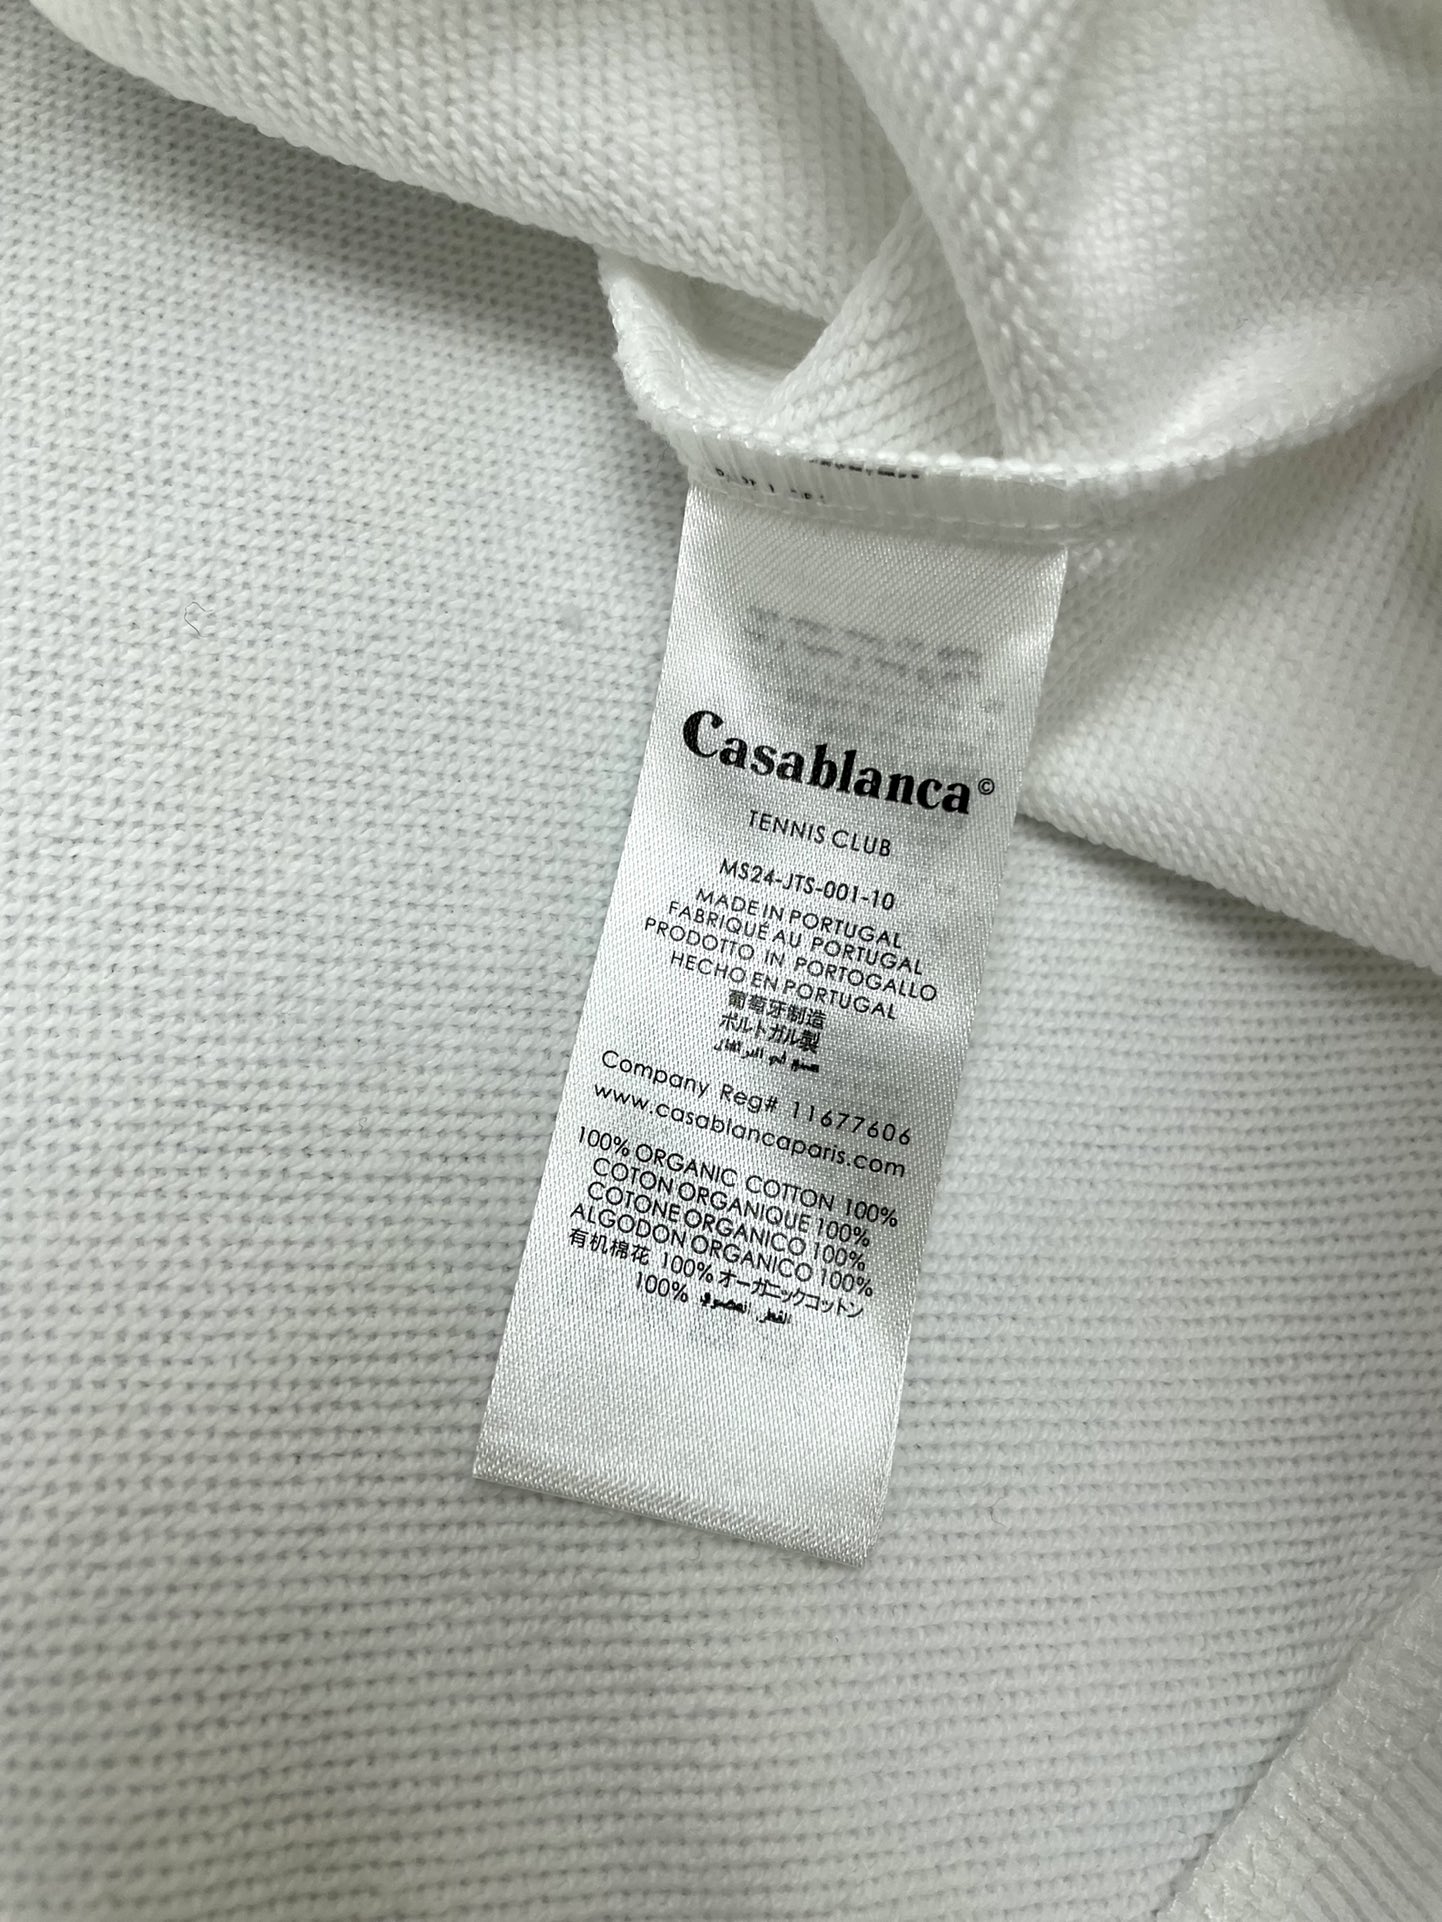 Casablanca©
TENNIS CLUB
MS24-JTS-001-10
MADE IN PORTUGAL
FABRIQUÉ AU PORTUGAL
PRODOTTO IN PORTOGALLO
HECHO EN PORTUGAL
葡萄牙制造
ポルトガル製
صنع في البرتغال
Company Reg# 11677606
www.casablancaparis.com
100% ORGANIC COTTON 100%
COTON ORGANIQUE 100%
COTONE ORGANICO 100%
ALGODON ORGANICO 100%
有机棉花 100% オーガニックコットン
100%